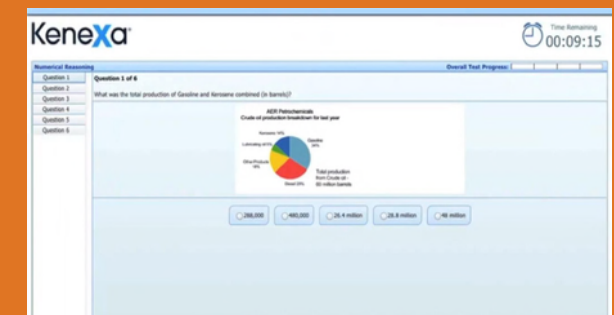 Kenexa
Time Remaining
00:09:15
Numerical Reasoning
Overall Test Progress:
Question 1
Question 2
Question 3
Question 4
Question 5
Question 6
Question 1 of 6
What was the total production of Gasoline and Kerosene combined (in barrels)?
AER Petrochemicals
Crude oil production breakdown for last year
Kerosene
Gasoline
Lubricating oil
Other Products
Diesel
Total production
from Crude oil -
million barrels
288,000
480,000
26.4 million
28.8 million
48 million